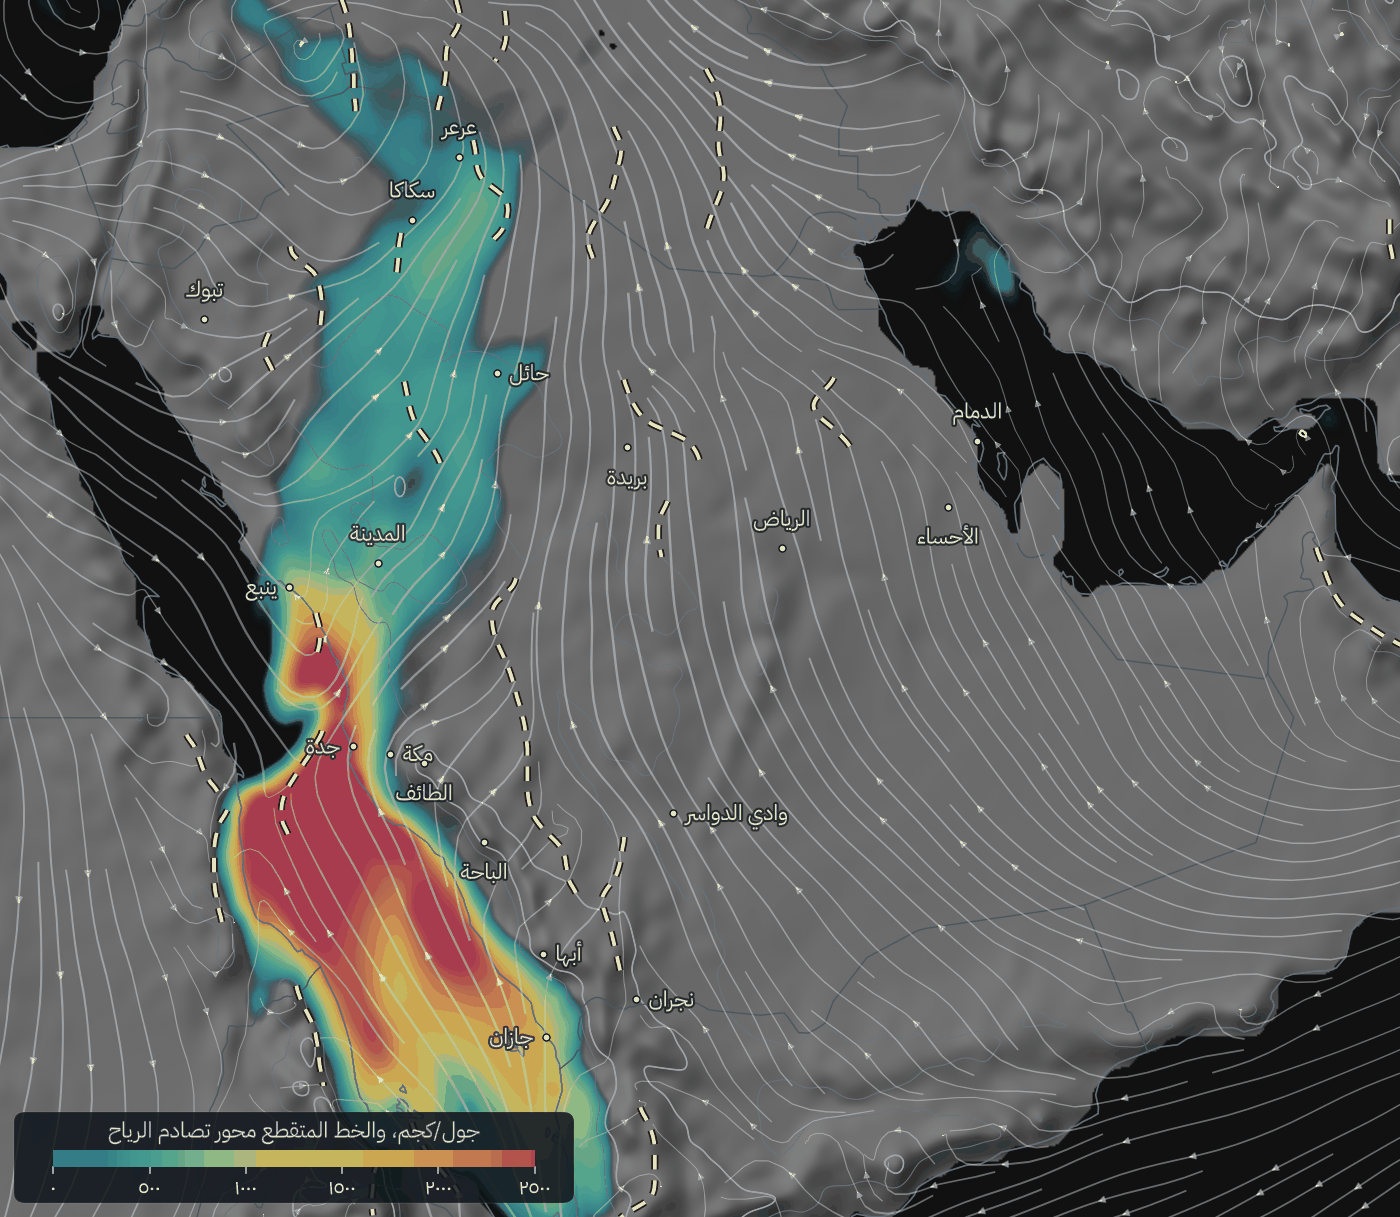 عرعر
سكاكا
تبوك
حائل
الدمام
بريدة
الرياض
الأحساء
المدينة
ينبع
جدة
مكة
الطائف
وادي الدواسر
الباحة
أبها
نجران
جازان
جول/كجم، والخط المتقطع محور تصادم الرياح
٠ ٥٠٠ ١٠٠٠ ١٥٠٠ ٢٠٠٠ ٢٥٠٠